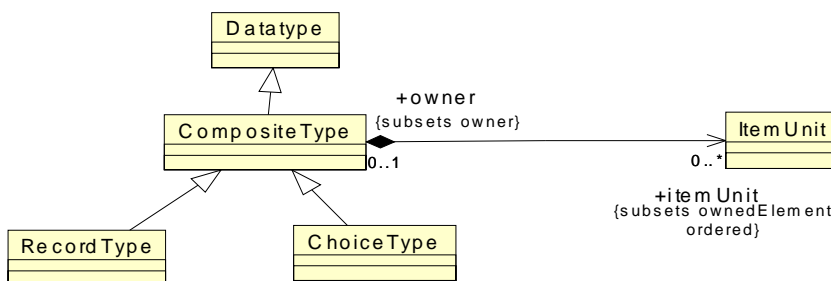 Datatype
+owner
{subsets owner}
CompositeType
ItemUnit
0..1
0..*
+itemUnit
{subsets ownedElement
ordered}
RecordType
ChoiceType